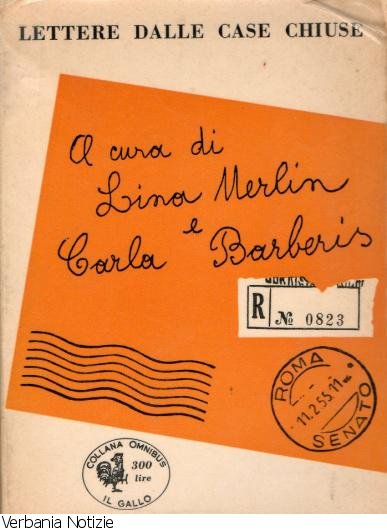 LETTERE DALLE CASE CHIUSE
A cura di
Lina Merlin
e
Carla Barberis
R
№ 0823
ROMA
11.2.55.11
SENATO
COLLANA OMNIBUS
300
lire
IL GALLO
Verbania Notizie